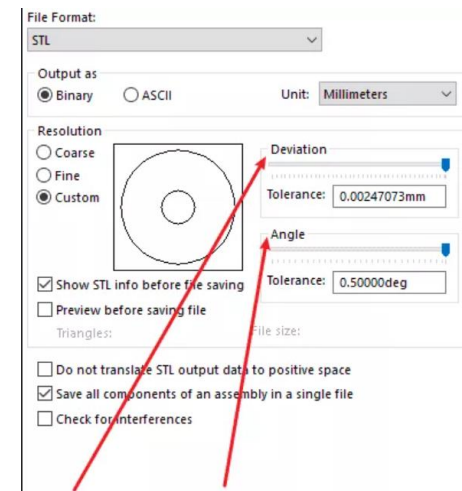 File Format:
STL
Output as
Binary ASCII Unit: Millimeters
Resolution
Coarse
Fine
Custom
Deviation
Tolerance: 0.00247073mm
Angle
Tolerance: 0.50000deg
Show STL info before file saving
Preview before saving file
Triangles: File size:
Do not translate STL output data to positive space
Save all components of an assembly in a single file
Check for interferences